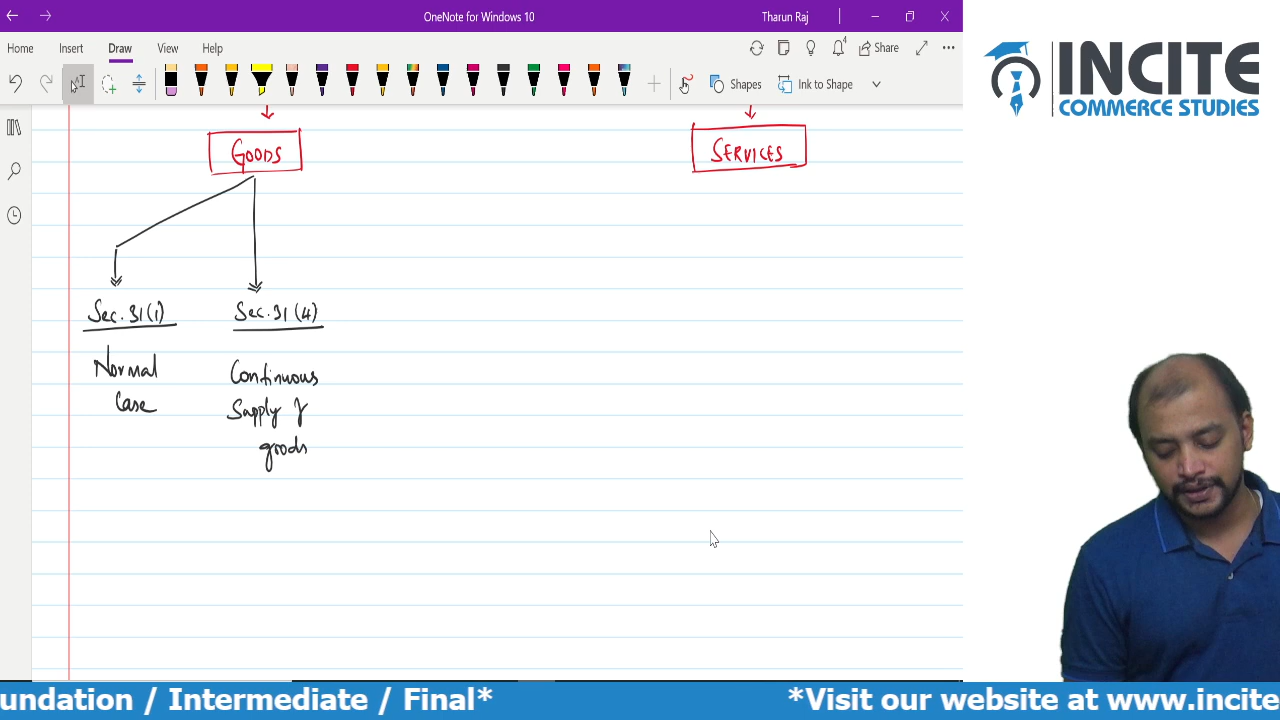 OneNote for Windows 10
Tharun Raj
Home Insert Draw View Help
4
Share
Shapes
Ink to Shape
INCITE
COMMERCE STUDIES
GOODS
SERVICES
Sec. 31(1)
Sec. 31(4)
Normal
Case
Continuous
Supply of
goods
undation / Intermediate / Final*
*Visit our website at www.incite